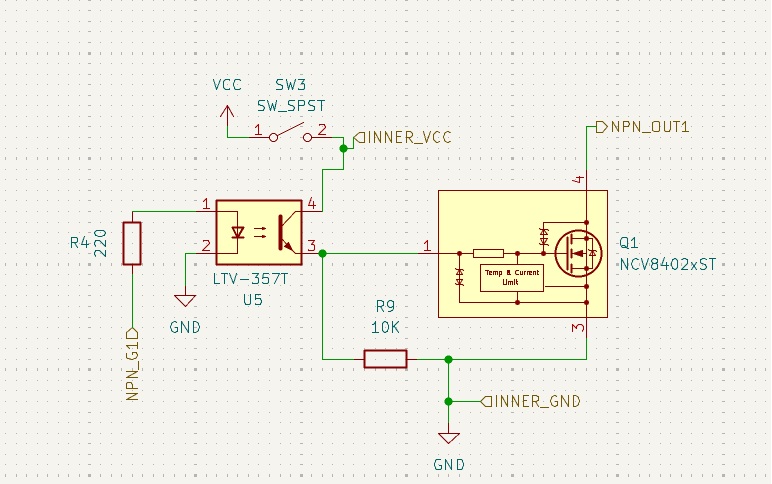 VCC
SW3
SW_SPST
1
2
INNER_VCC
NPN_OUT1
4
1
4
R4
220
2
3
LTV-357T
U5
GND
NPN_G1
1
Temp & Current
Limit
Q1
NCV8402xST
3
R9
10K
INNER_GND
GND